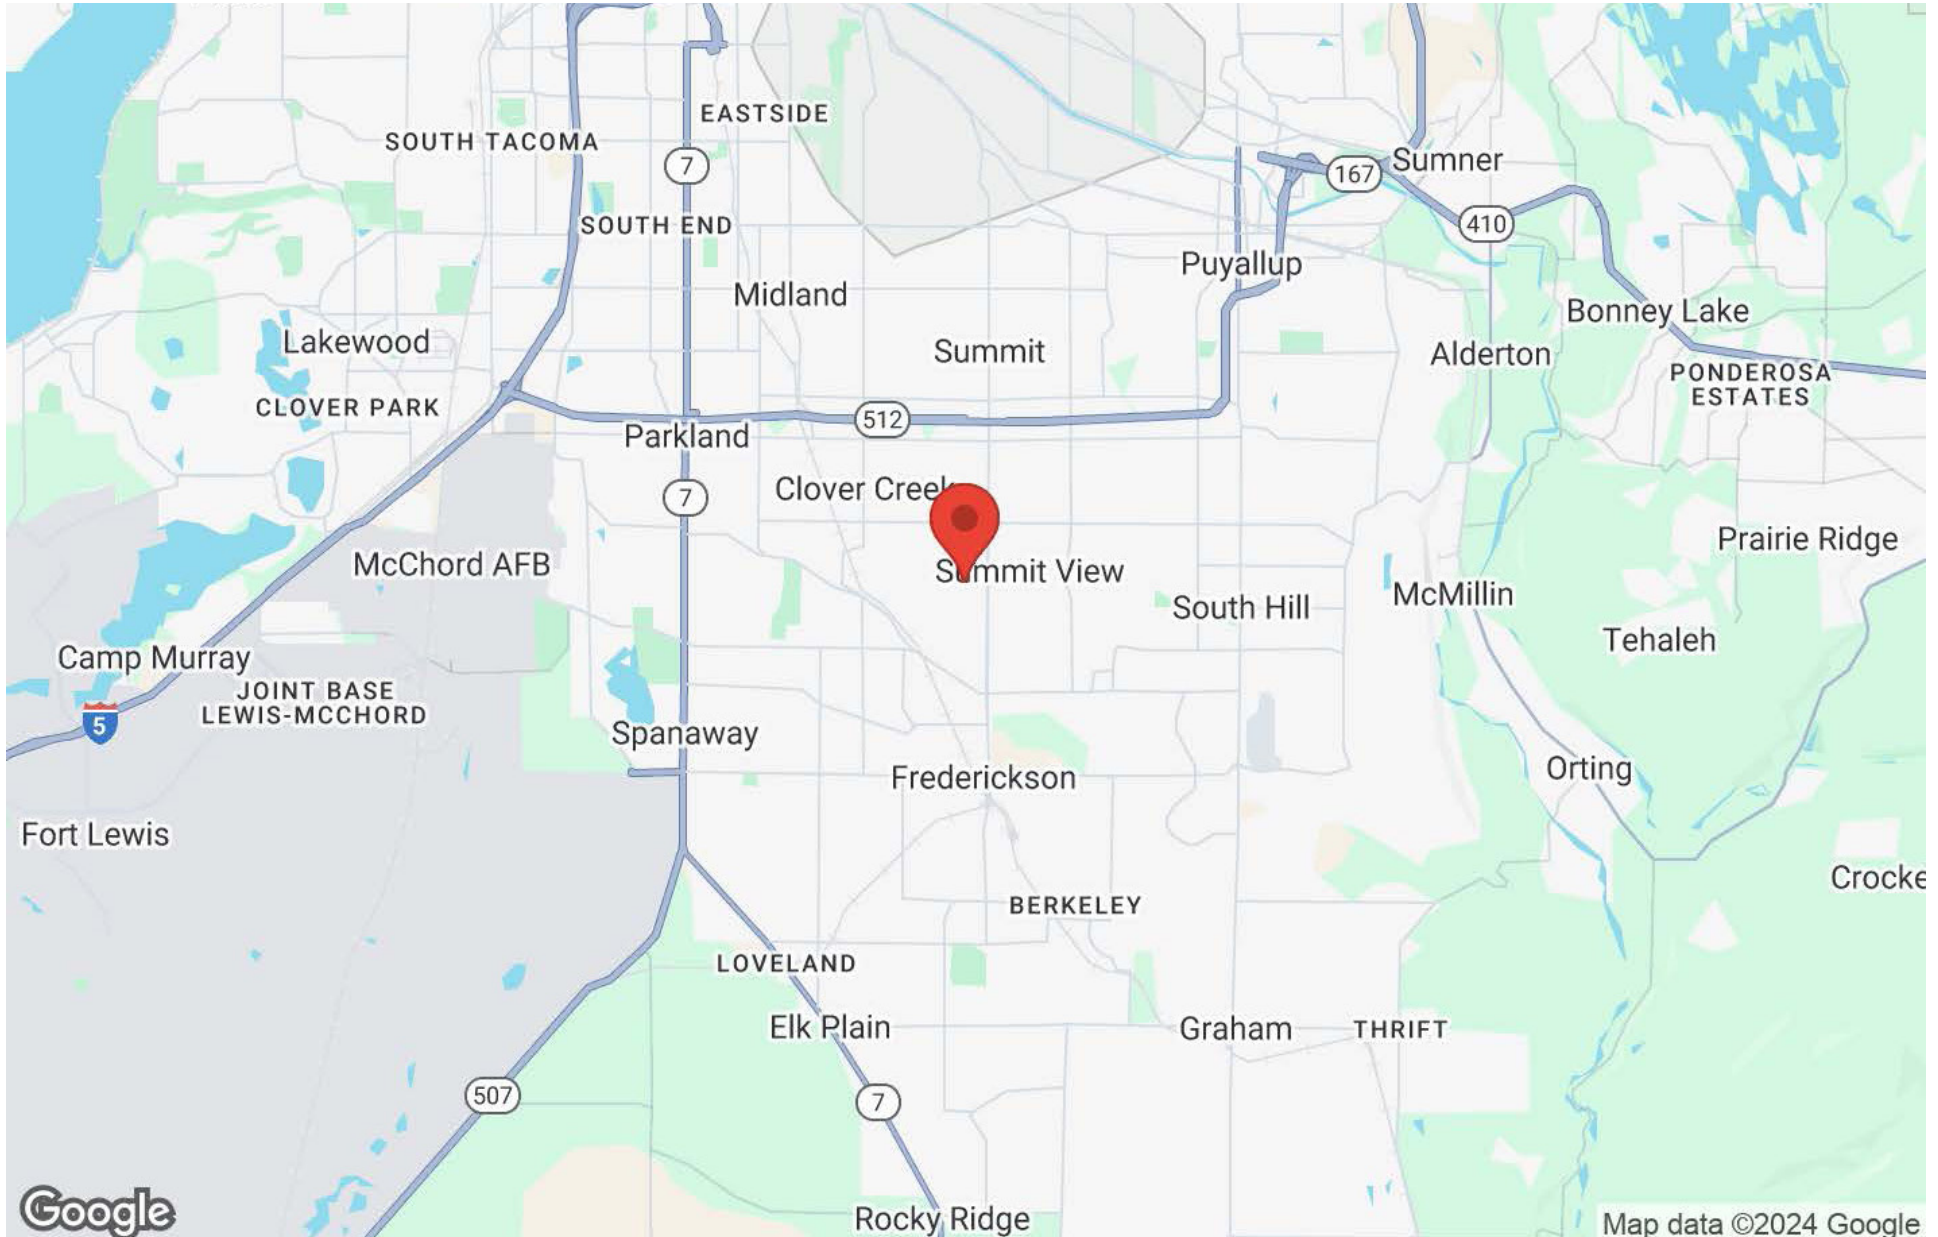 EASTSIDE
SOUTH TACOMA
7
167
Sumner
SOUTH END
410
Puyallup
Midland
Bonney Lake
Lakewood
Summit
Alderton
PONDEROSA
ESTATES
CLOVER PARK
512
Parkland
Clover Creek
7
Prairie Ridge
McChord AFB
Summit View
McMillin
South Hill
Tehaleh
Camp Murray
JOINT BASE
LEWIS-MCCHORD
5
Spanaway
Orting
Frederickson
Fort Lewis
Crocke
BERKELEY
LOVELAND
Elk Plain
Graham
THRIFT
507
7
Google
Rocky Ridge
Map data ©2024 Google